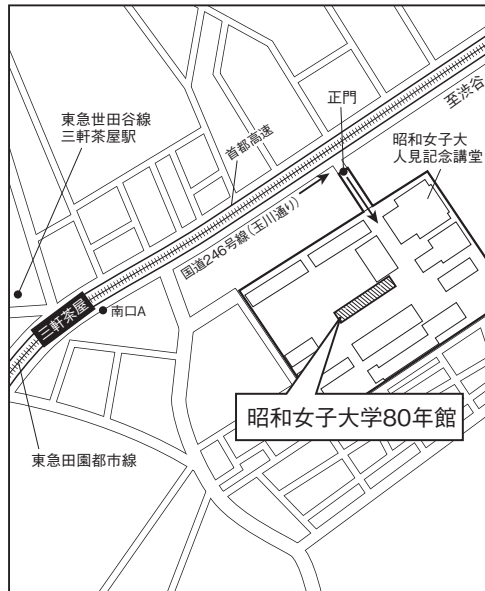 正門
至渋谷
東急世田谷線
三軒茶屋駅
首都高速
昭和女子大
人見記念講堂
国道246号線(玉川通り)
三軒茶屋
南口A
昭和女子大学80年館
東急田園都市線